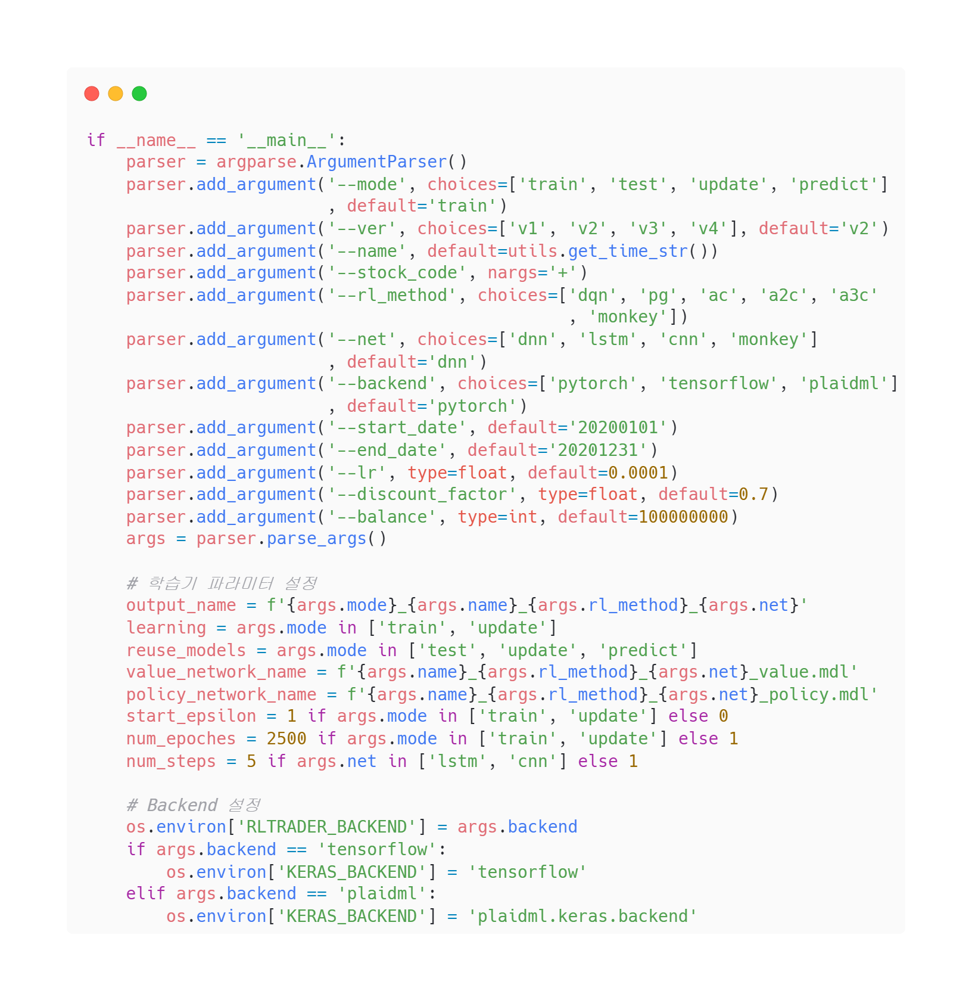 if __name__ == '__main__':
    parser = argparse.ArgumentParser()
    parser.add_argument('--mode', choices=['train', 'test', 'update', 'predict']
                        , default='train')
    parser.add_argument('--ver', choices=['v1', 'v2', 'v3', 'v4'], default='v2')
    parser.add_argument('--name', default=utils.get_time_str())
    parser.add_argument('--stock_code', nargs='+')
    parser.add_argument('--rl_method', choices=['dqn', 'pg', 'ac', 'a2c', 'a3c'
                                                , 'monkey'])
    parser.add_argument('--net', choices=['dnn', 'lstm', 'cnn', 'monkey']
                        , default='dnn')
    parser.add_argument('--backend', choices=['pytorch', 'tensorflow', 'plaidml']
                        , default='pytorch')
    parser.add_argument('--start_date', default='20200101')
    parser.add_argument('--end_date', default='20201231')
    parser.add_argument('--lr', type=float, default=0.0001)
    parser.add_argument('--discount_factor', type=float, default=0.7)
    parser.add_argument('--balance', type=int, default=100000000)
    args = parser.parse_args()

    # 학습기 파라미터 설정
    output_name = f'{args.mode}_{args.name}_{args.rl_method}_{args.net}'
    learning = args.mode in ['train', 'update']
    reuse_models = args.mode in ['test', 'update', 'predict']
    value_network_name = f'{args.name}_{args.rl_method}_{args.net}_value.mdl'
    policy_network_name = f'{args.name}_{args.rl_method}_{args.net}_policy.mdl'
    start_epsilon = 1 if args.mode in ['train', 'update'] else 0
    num_epoches = 2500 if args.mode in ['train', 'update'] else 1
    num_steps = 5 if args.net in ['lstm', 'cnn'] else 1

    # Backend 설정
    os.environ['RLTRADER_BACKEND'] = args.backend
    if args.backend == 'tensorflow':
        os.environ['KERAS_BACKEND'] = 'tensorflow'
    elif args.backend == 'plaidml':
        os.environ['KERAS_BACKEND'] = 'plaidml.keras.backend'